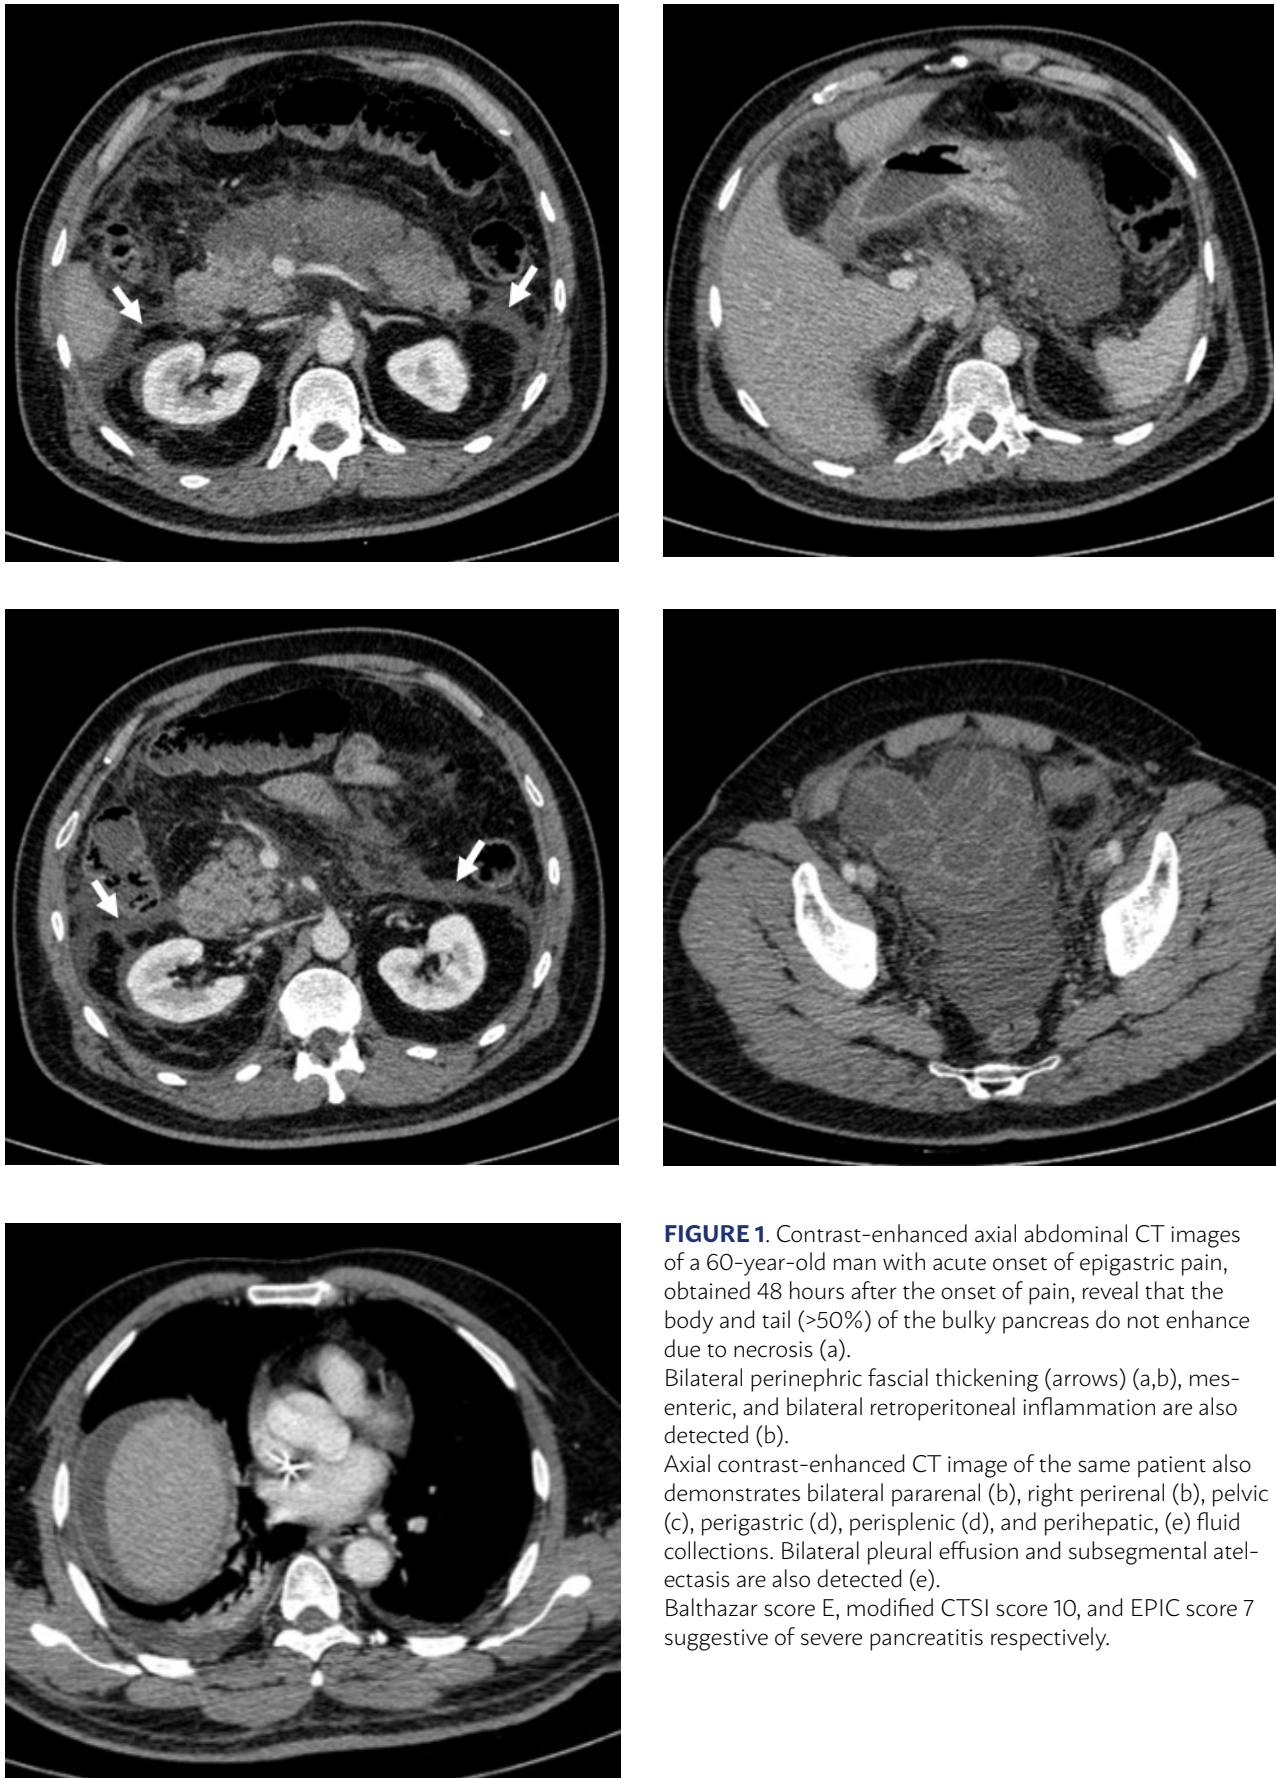 FIGURE 1. Contrast-enhanced axial abdominal CT images
of a 60-year-old man with acute onset of epigastric pain,
obtained 48 hours after the onset of pain, reveal that the
body and tail (>50%) of the bulky pancreas do not enhance
due to necrosis (a).
Bilateral perinephric fascial thickening (arrows) (a,b), mes-
enteric, and bilateral retroperitoneal inflammation are also
detected (b).
Axial contrast-enhanced CT image of the same patient also
demonstrates bilateral pararenal (b), right perirenal (b), pelvic
(c), perigastric (d), perisplenic (d), and perihepatic, (e) fluid
collections. Bilateral pleural effusion and subsegmental atel-
ectasis are also detected (e).
Balthazar score E, modified CTSI score 10, and EPIC score 7
suggestive of severe pancreatitis respectively.